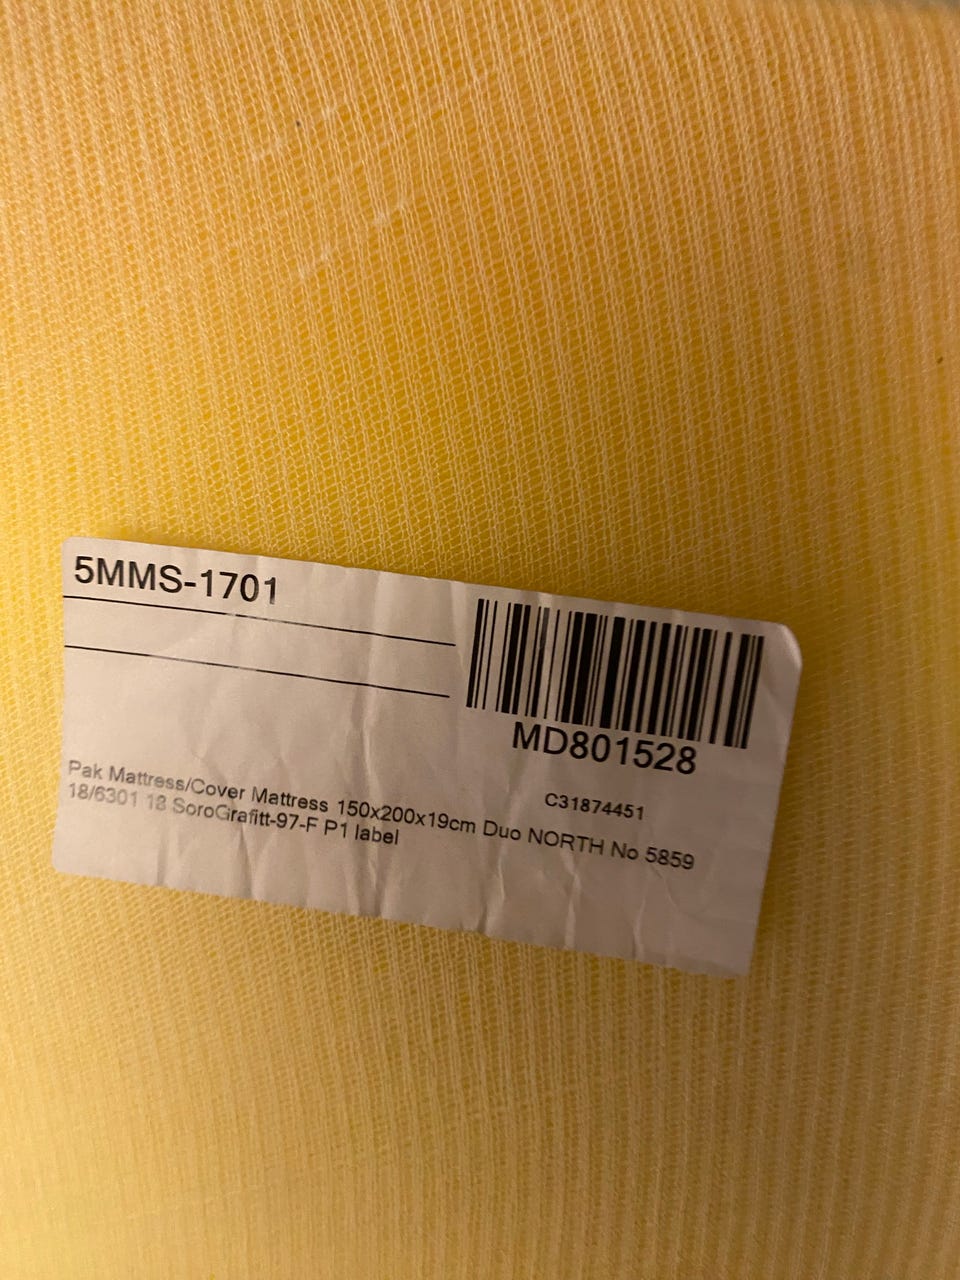 5MMS-1701
MD801528
C31874451
Pak Mattress/Cover Mattress 150x200x19cm Duo NORTH No 5859
18/6301 18 SoroGrafitt-97-F P1 label